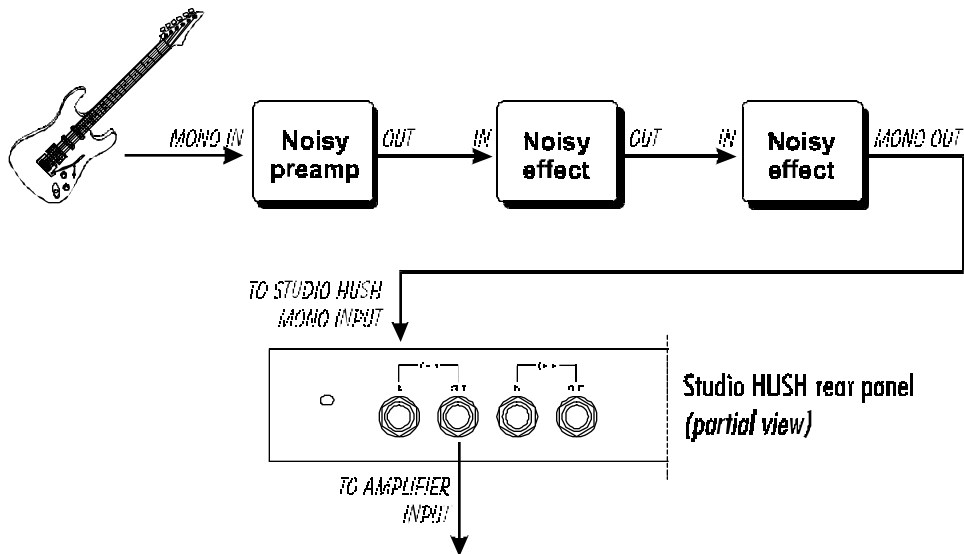 MONO IN
Noisy
preamp
OUT
IN
Noisy
effect
OUT
IN
Noisy
effect
MONO OUT
TO STUDIO HUSH
MONO INPUT
Studio HUSH rear panel
(partial view)
TO AMPLIFIER
INPUT